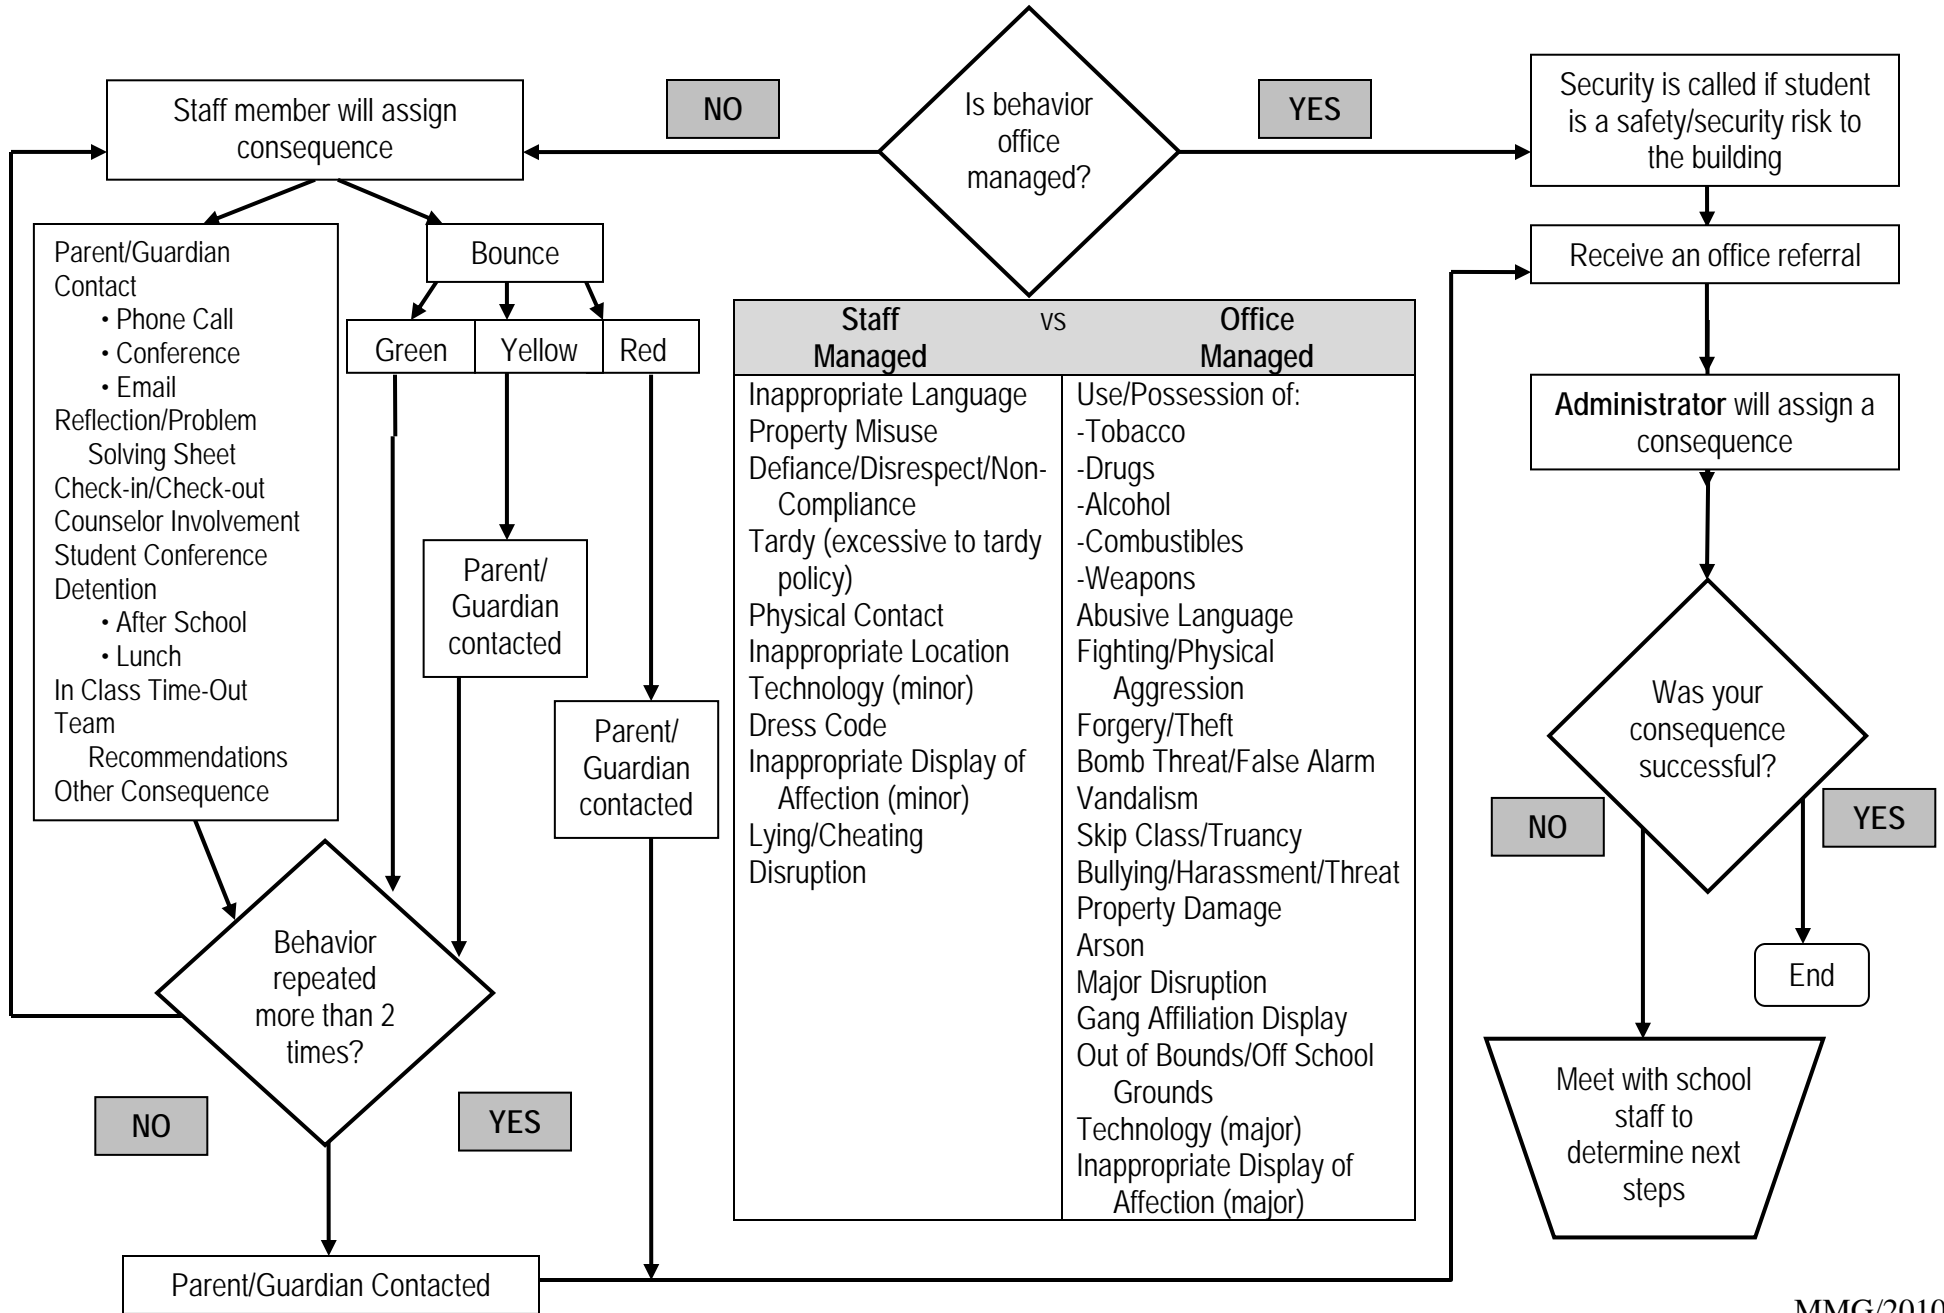 Is behavior
office
managed?
NO
YES
Staff member will assign
consequence
Parent/Guardian
Contact
• Phone Call
• Conference
• Email
Reflection/Problem
Solving Sheet
Check-in/Check-out
Counselor Involvement
Student Conference
Detention
• After School
• Lunch
In Class Time-Out
Team
Recommendations
Other Consequence
Bounce
Green
Yellow
Red
Parent/
Guardian
contacted
Parent/
Guardian
contacted
Behavior
repeated
more than 2
times?
NO
YES
Parent/Guardian Contacted
Staff vs Office
Managed Managed
Inappropriate Language
Property Misuse
Defiance/Disrespect/Non-
Compliance
Tardy (excessive to tardy
policy)
Physical Contact
Inappropriate Location
Technology (minor)
Dress Code
Inappropriate Display of
Affection (minor)
Lying/Cheating
Disruption
Use/Possession of:
-Tobacco
-Drugs
-Alcohol
-Combustibles
-Weapons
Abusive Language
Fighting/Physical
Aggression
Forgery/Theft
Bomb Threat/False Alarm
Vandalism
Skip Class/Truancy
Bullying/Harassment/Threat
Property Damage
Arson
Major Disruption
Gang Affiliation Display
Out of Bounds/Off School
Grounds
Technology (major)
Inappropriate Display of
Affection (major)
Security is called if student
is a safety/security risk to
the building
Receive an office referral
Administrator will assign a
consequence
Was your
consequence
successful?
NO
YES
End
Meet with school
staff to
determine next
steps
MMG/2010